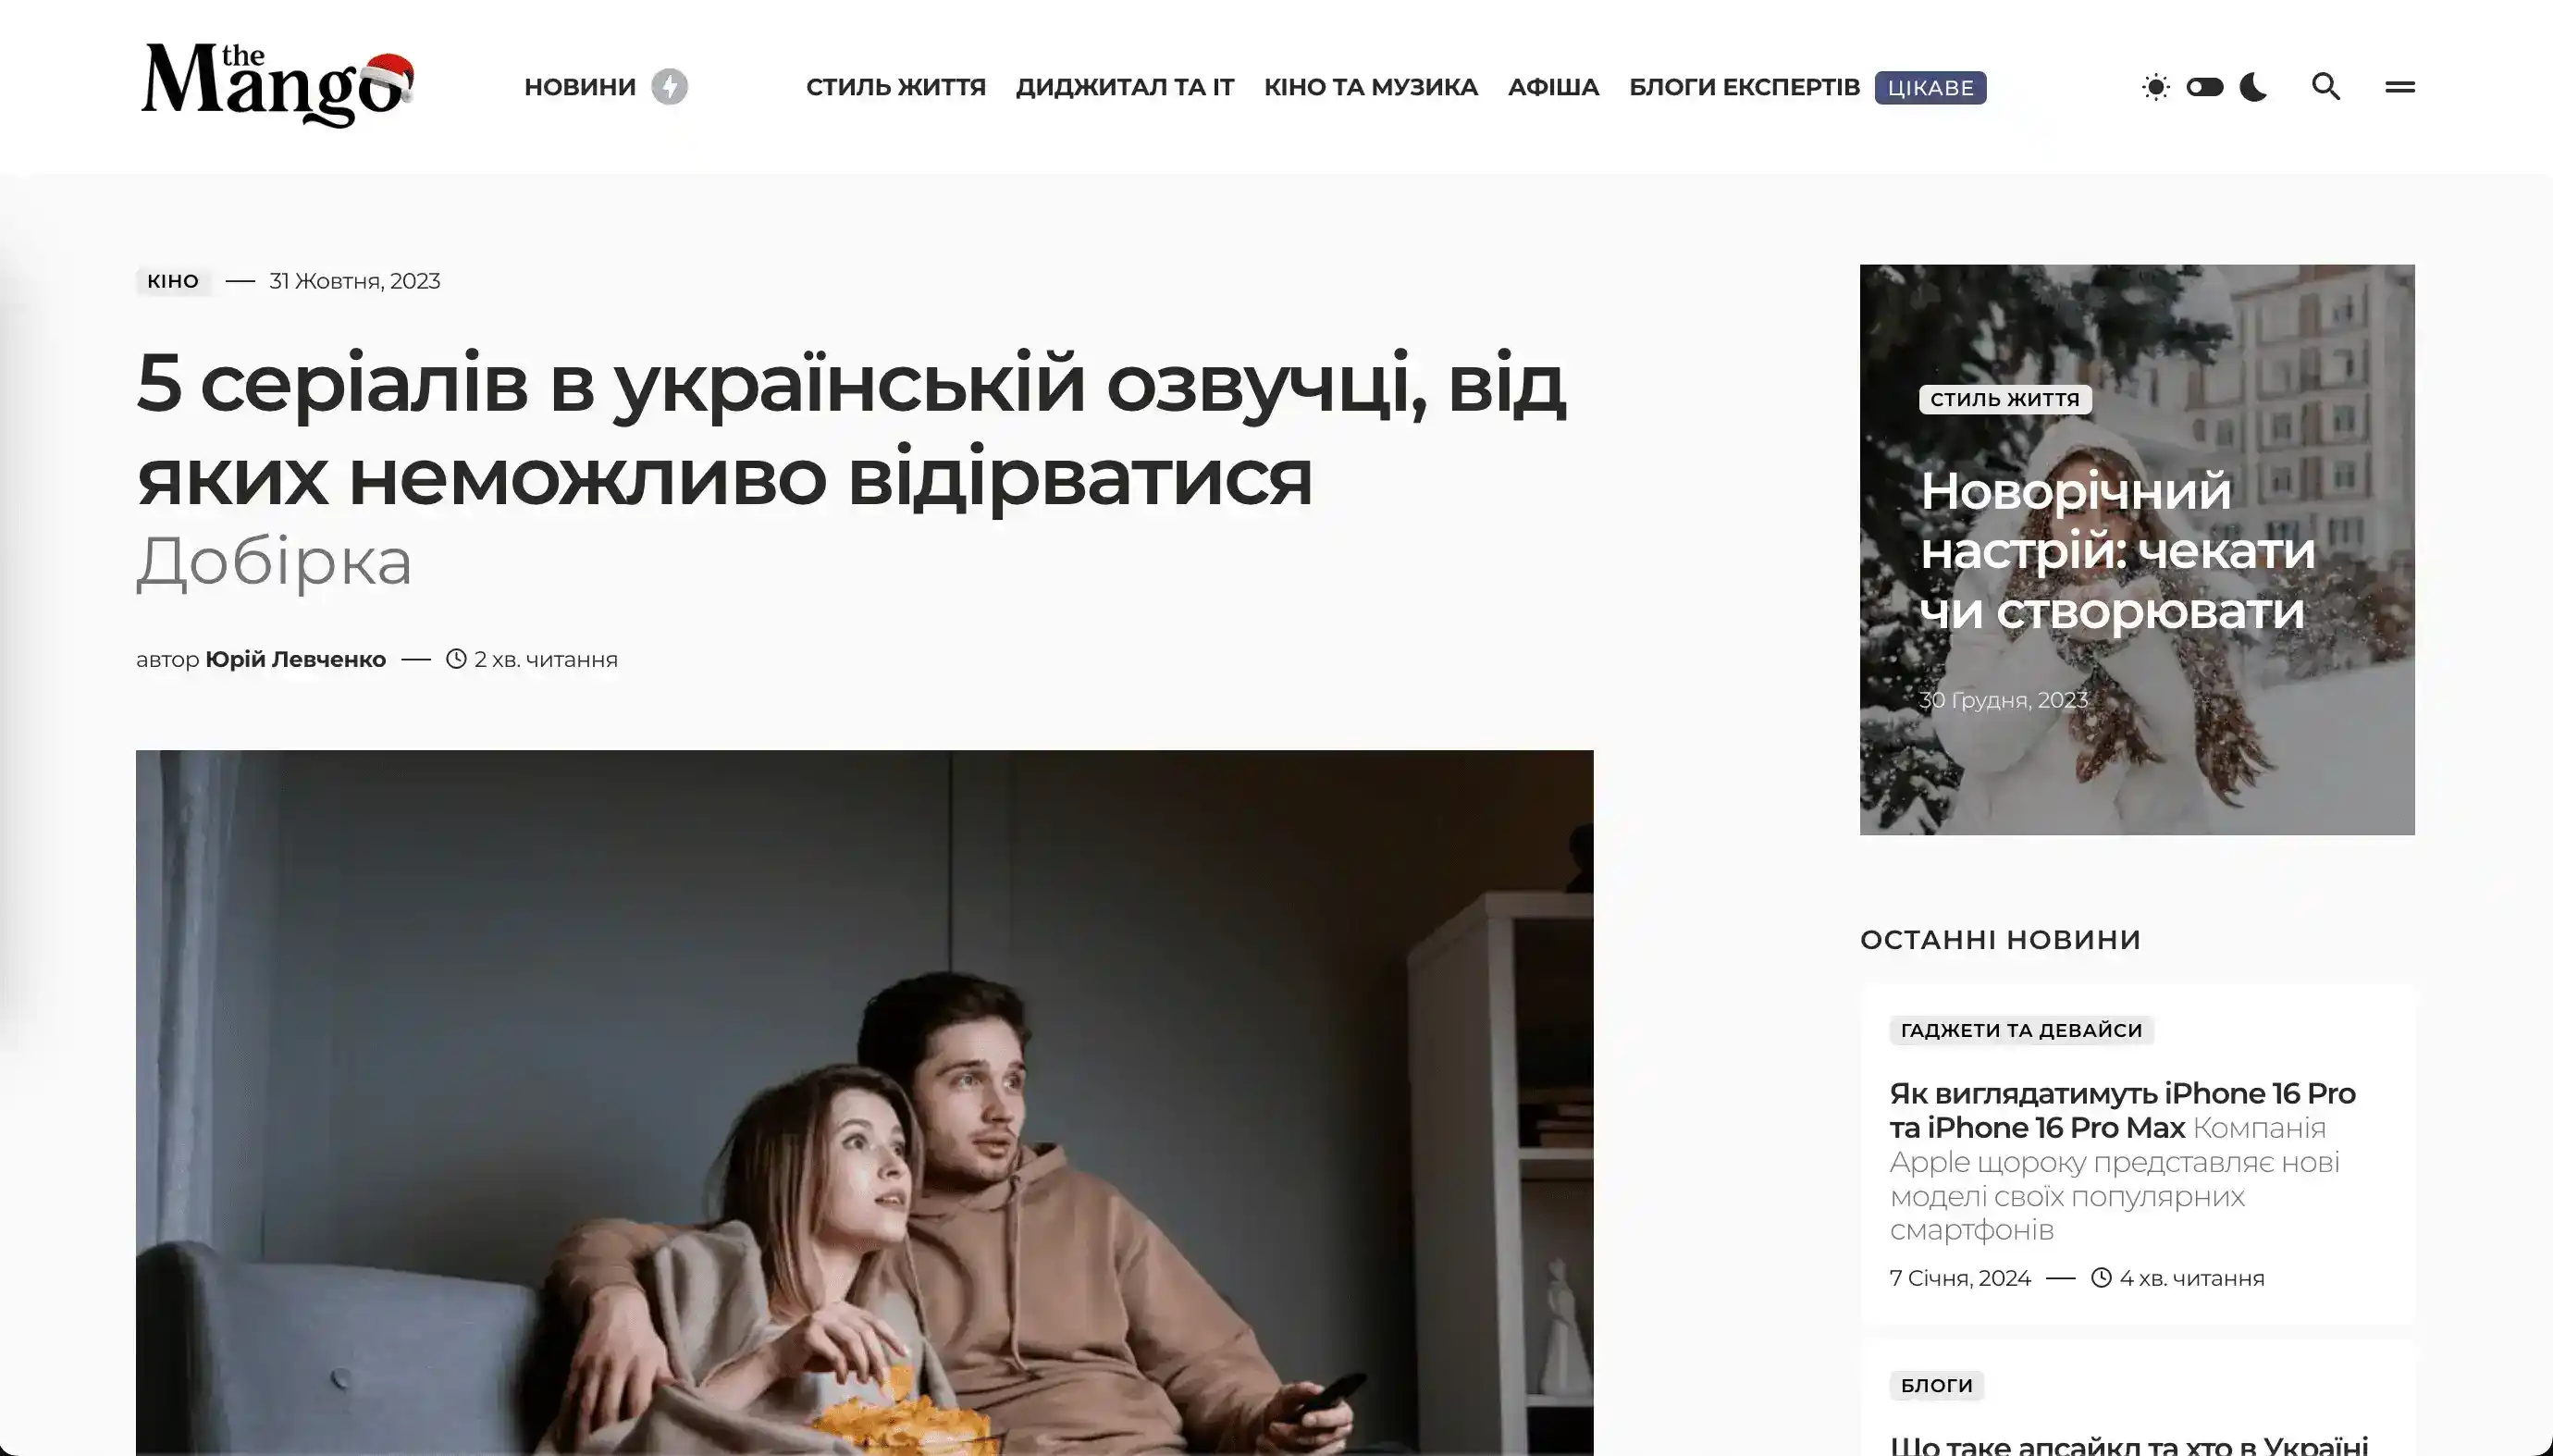 the
Mango
НОВИНИ
СТИЛЬ ЖИТТЯ
ДИДЖИТАЛ ТА ІТ
КІНО ТА МУЗИКА
АФІША
БЛОГИ ЕКСПЕРТІВ
ЦІКАВЕ
КІНО — 31 Жовтня, 2023
5 серіалів в українській озвучці, від
яких неможливо відірватися
Добірка
автор Юрій Левченко — 2 хв. читання
СТИЛЬ ЖИТТЯ
Новорічний
настрій: чекати
чи створювати
30 Грудня, 2023
ОСТАННІ НОВИНИ
ГАДЖЕТИ ТА ДЕВАЙСИ
Як виглядатимуть iPhone 16 Pro
та iPhone 16 Pro Max Компанія
Apple щороку представляє нові
моделі своїх популярних
смартфонів
7 Січня, 2024 — 4 хв. читання
БЛОГИ
Що таке апсайкл та хто в Україні